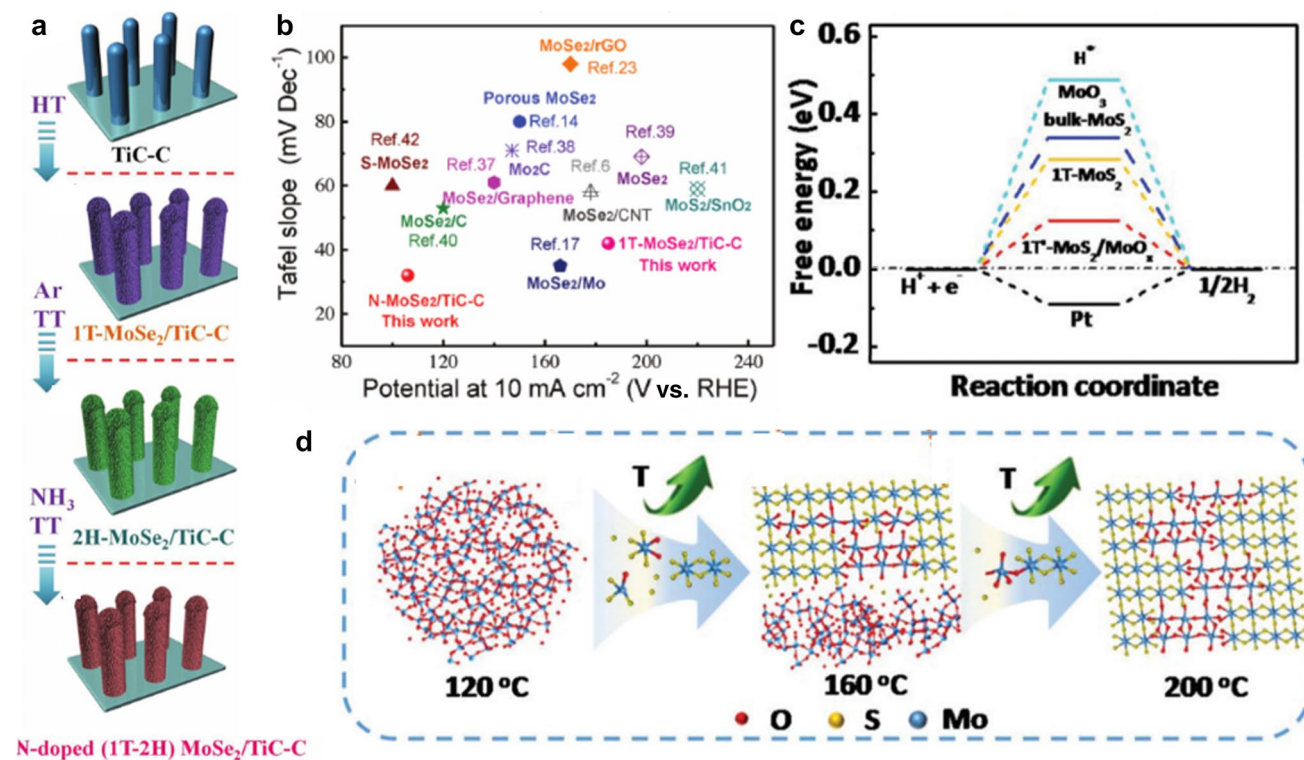 a
HT
TiC-C
1T-MoSe₂/TiC-C
Ar
TT
2H-MoSe₂/TiC-C
NH₃
TT
N-doped (1T-2H) MoSe₂/TiC-C
b
Tafel slope (mV Dec⁻¹)
100
80
60
40
20
80
120
160
200
240
Potential at 10 mA cm⁻² (V vs. RHE)
MoSe₂/rGO
Ref.23
Porous MoSe₂
Ref.14
Ref.42
S-MoSe₂
Ref.38
Mo₂C
Ref.39
MoSe₂
Ref.37
MoSe₂/Graphene
Ref.6
MoSe₂/CNT
Ref.41
MoS₂/SnO₂
MoSe₂/C
Ref.40
Ref.17
MoSe₂/Mo
1T-MoSe₂/TiC-C
This work
N-MoSe₂/TiC-C
This work
c
Free energy (eV)
0.6
0.4
0.2
0.0
-0.2
H*
MoO₃
bulk-MoS₂
1T-MoS₂
1T'-MoS₂/MoOₓ
H⁺ + e⁻
1/2H₂
Pt
Reaction coordinate
d
T
T
120 ºC
160 ºC
200 ºC
O
S
Mo